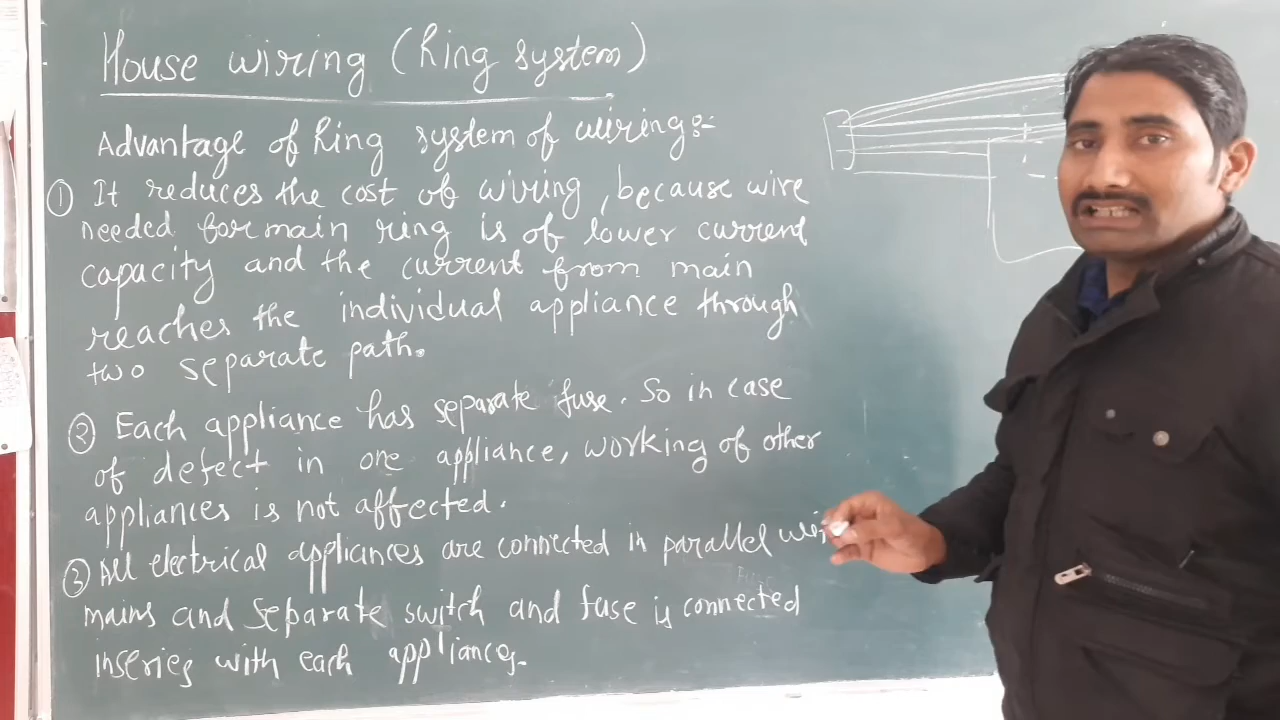 House wiring (Ring system)
Advantage of Ring system of wiring:-
① It reduces the cost of wiring, because wire
needed for main ring is of lower current
capacity and the current from main
reaches the individual appliance through
two separate path.
② Each appliance has separate fuse. So in case
of defect in one appliance, working of other
appliances is not affected.
③ All electrical appliances are connected in parallel
mains and separate switch and fuse is connected
inseries with each appliances.